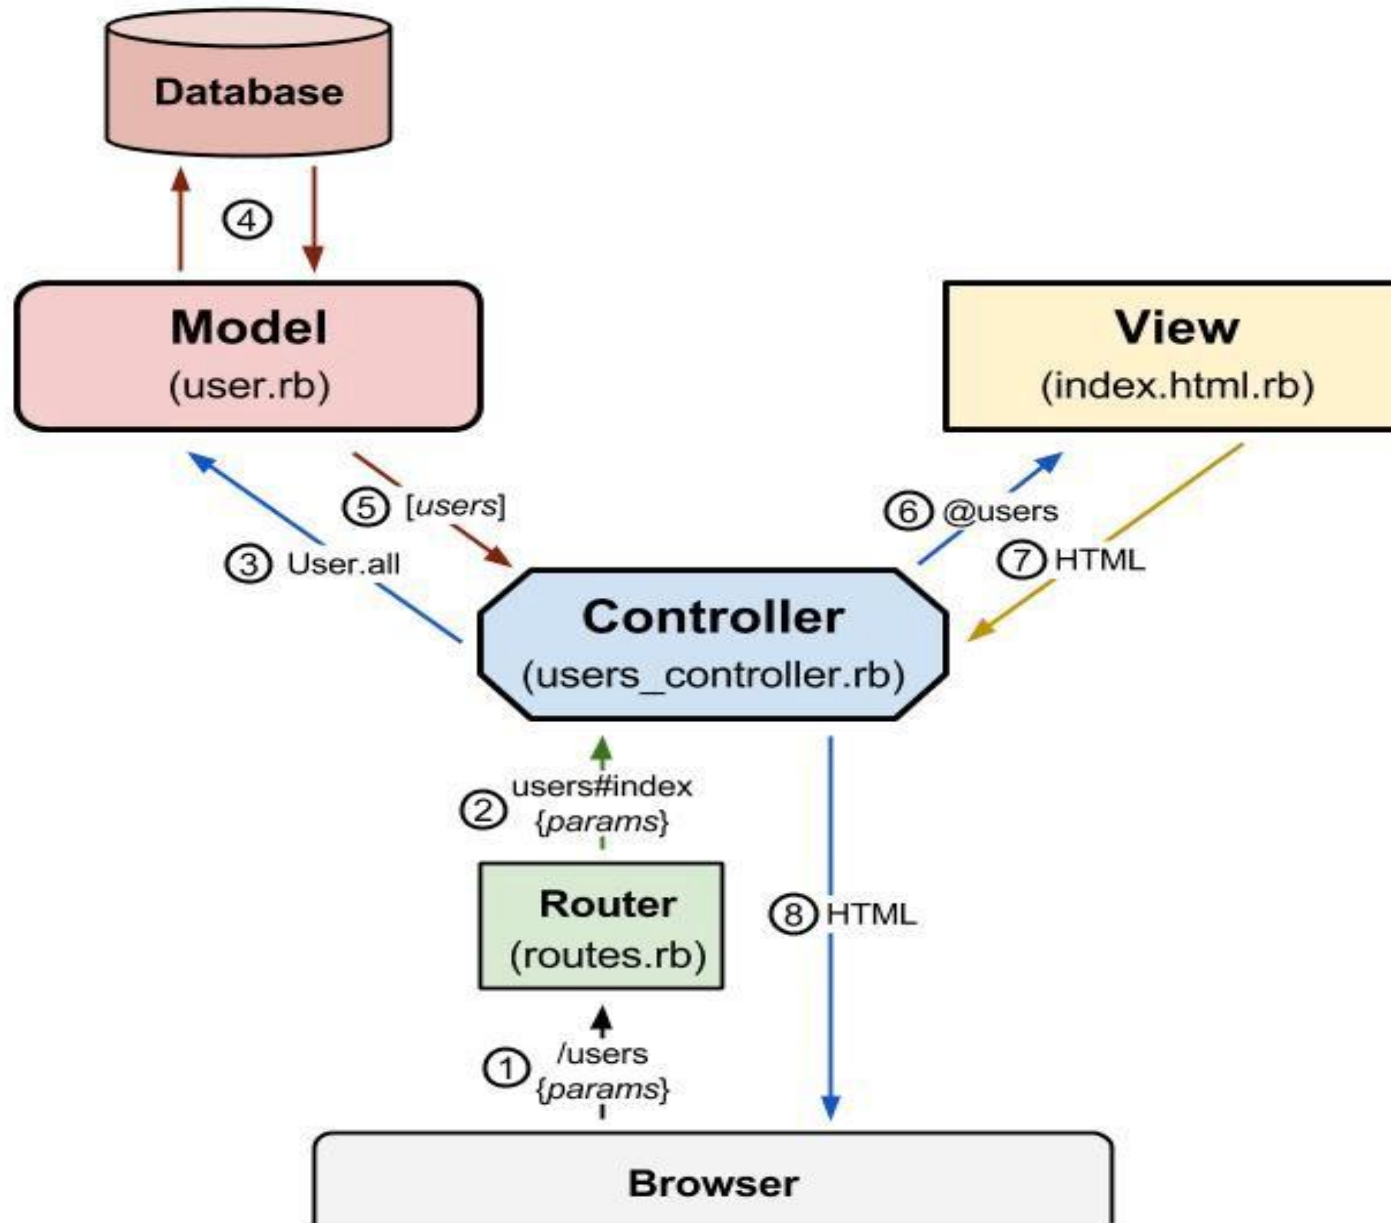 Database
④
Model
(user.rb)
View
(index.html.rb)
⑤ [users]
③ User.all
⑥ @users
⑦ HTML
Controller
(users_controller.rb)
② users#index
{params}
Router
(routes.rb)
⑧ HTML
① /users
{params}
Browser